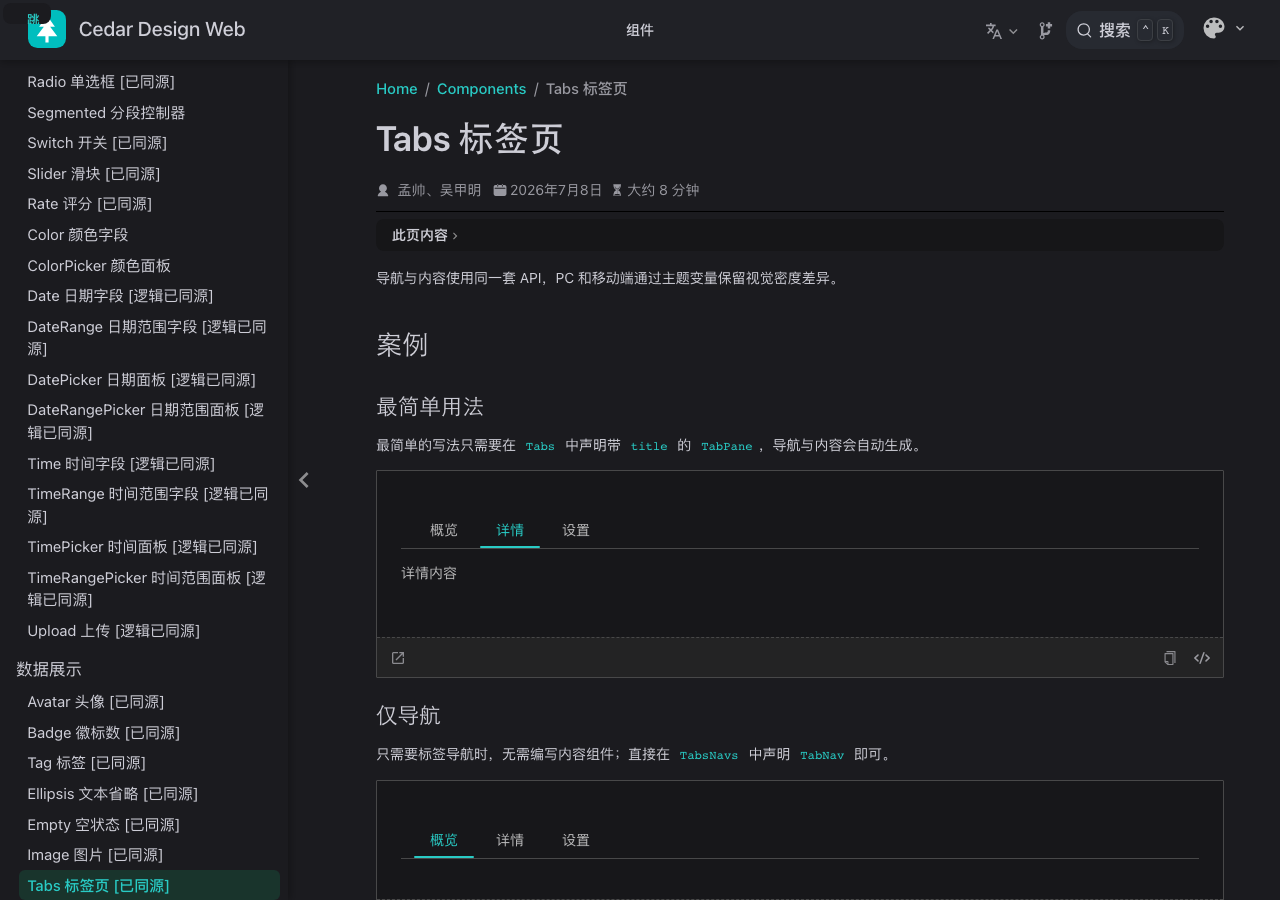 跳
Cedar Design Web
组件
搜索
^
K
Radio 单选框 [已同源]
Segmented 分段控制器
Switch 开关 [已同源]
Slider 滑块 [已同源]
Rate 评分 [已同源]
Color 颜色字段
ColorPicker 颜色面板
Date 日期字段 [逻辑已同源]
DateRange 日期范围字段 [逻辑已同
源]
DatePicker 日期面板 [逻辑已同源]
DateRangePicker 日期范围面板 [逻
辑已同源]
Time 时间字段 [逻辑已同源]
TimeRange 时间范围字段 [逻辑已同
源]
TimePicker 时间面板 [逻辑已同源]
TimeRangePicker 时间范围面板 [逻
辑已同源]
Upload 上传 [逻辑已同源]
数据展示
Avatar 头像 [已同源]
Badge 徽标数 [已同源]
Tag 标签 [已同源]
Ellipsis 文本省略 [已同源]
Empty 空状态 [已同源]
Image 图片 [已同源]
Tabs 标签页 [已同源]
Home / Components / Tabs 标签页
Tabs 标签页
孟帅、吴甲明 2026年7月8日 大约 8 分钟
此页内容
导航与内容使用同一套 API，PC 和移动端通过主题变量保留视觉密度差异。
案例
最简单用法
最简单的写法只需要在 Tabs 中声明带 title 的 TabPane ，导航与内容会自动生成。
概览 详情 设置
详情内容
仅导航
只需要标签导航时，无需编写内容组件；直接在 TabsNavs 中声明 TabNav 即可。
概览 详情 设置